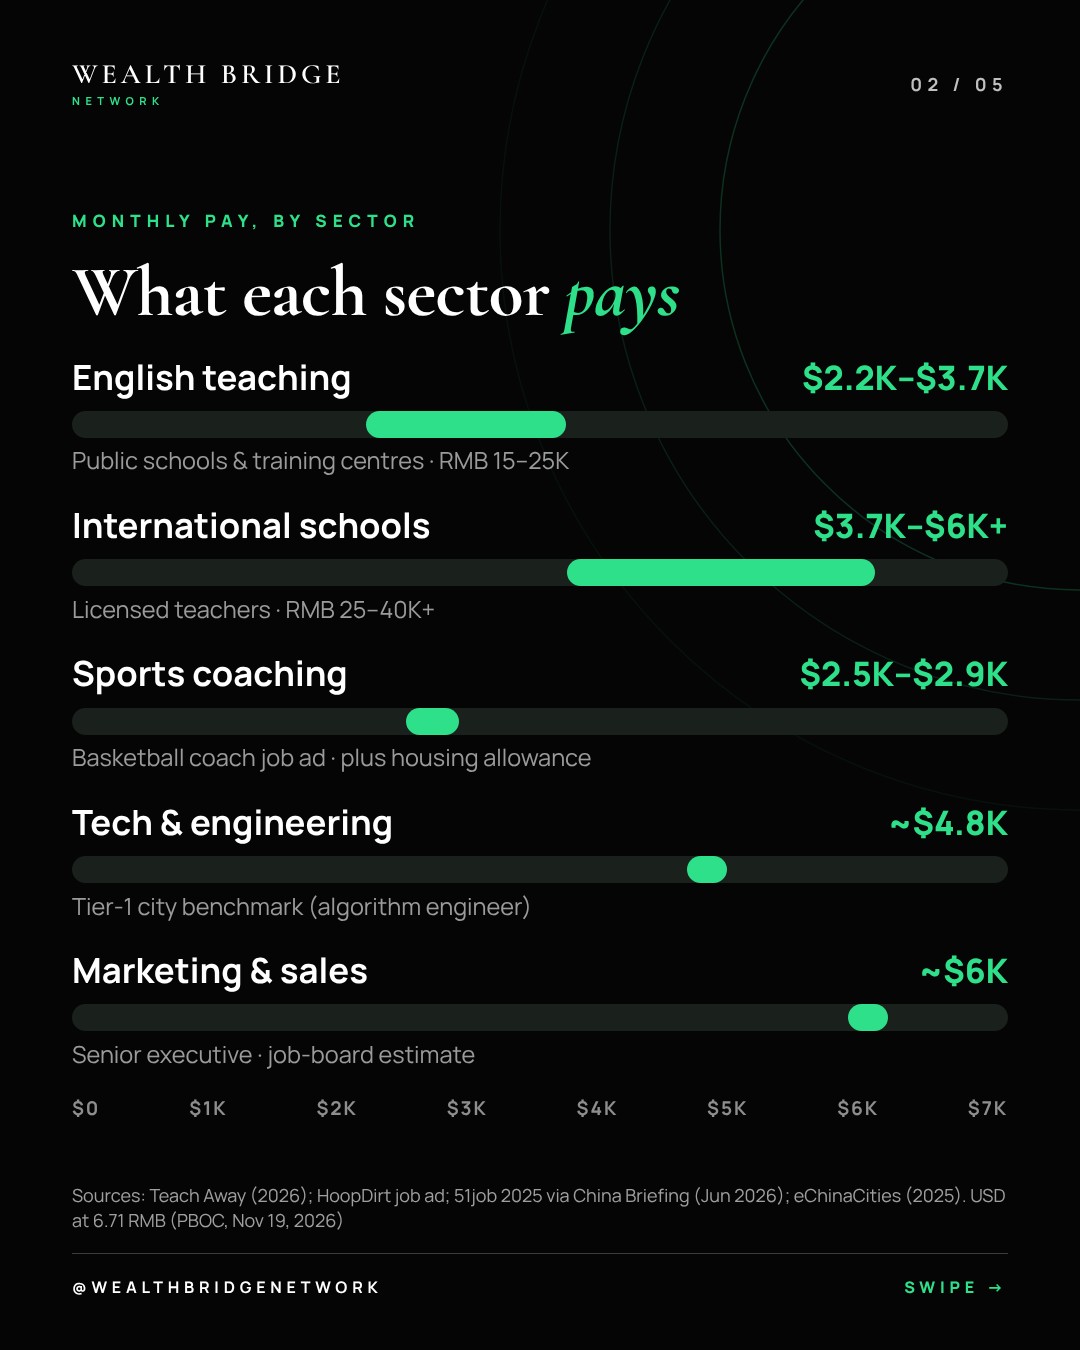 WEALTH BRIDGE
NETWORK
02 / 05
MONTHLY PAY, BY SECTOR
What each sector pays
English teaching
$2.2K–$3.7K
Public schools & training centres · RMB 15–25K
International schools
$3.7K–$6K+
Licensed teachers · RMB 25–40K+
Sports coaching
$2.5K–$2.9K
Basketball coach job ad · plus housing allowance
Tech & engineering
~$4.8K
Tier-1 city benchmark (algorithm engineer)
Marketing & sales
~$6K
Senior executive · job-board estimate
$0 $1K $2K $3K $4K $5K $6K $7K
Sources: Teach Away (2026); HoopDirt job ad; 51job 2025 via China Briefing (Jun 2026); eChinaCities (2025). USD
at 6.71 RMB (PBOC, Nov 19, 2026)
@WEALTHBRIDGENETWORK
SWIPE →